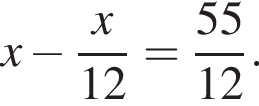 x − x/12 = 55/12.